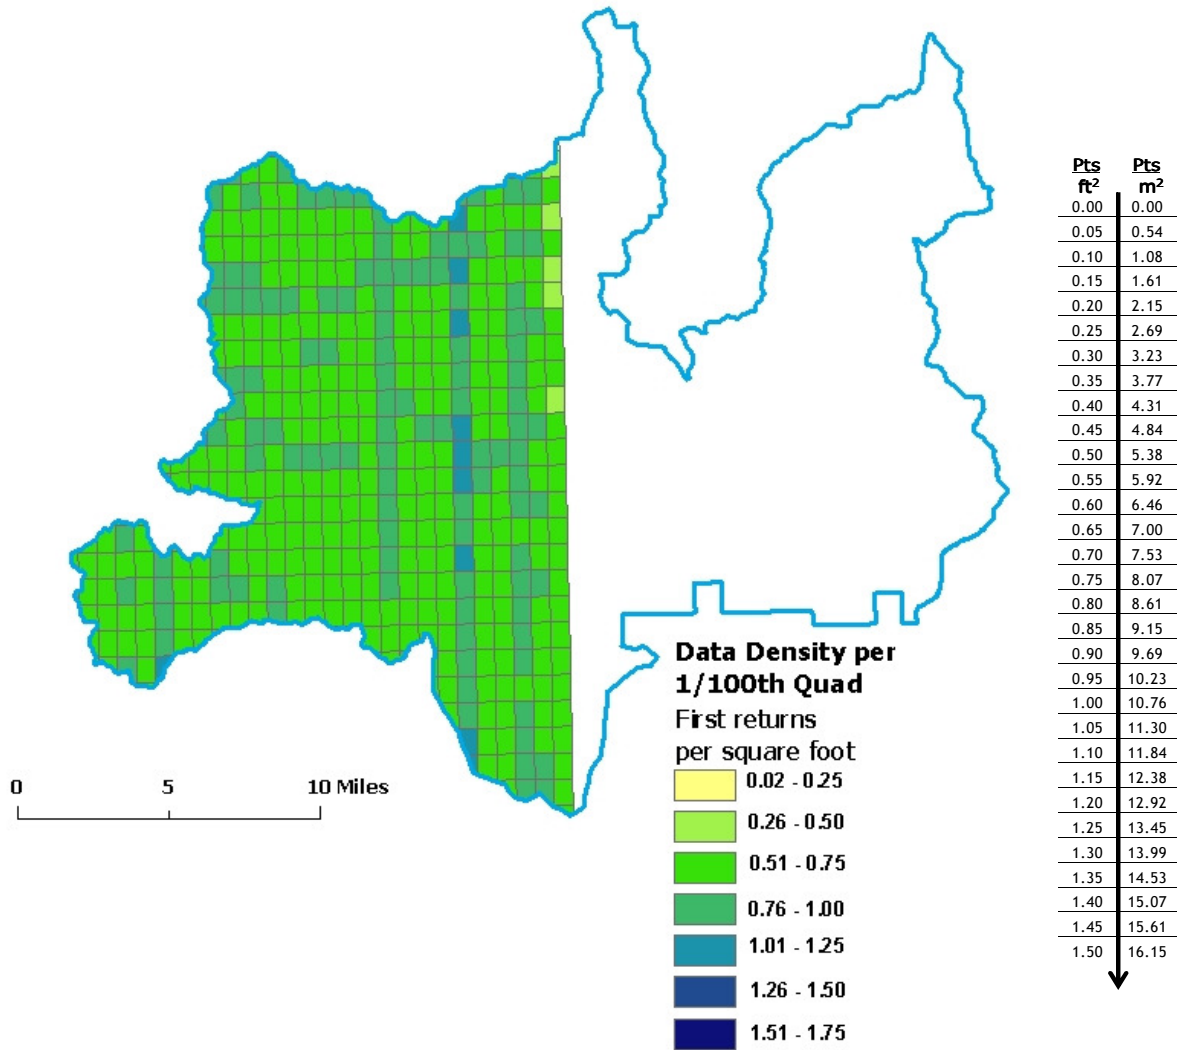 Pts Pts
ft² m²
0.00 0.00
0.05 0.54
0.10 1.08
0.15 1.61
0.20 2.15
0.25 2.69
0.30 3.23
0.35 3.77
0.40 4.31
0.45 4.84
0.50 5.38
0.55 5.92
0.60 6.46
0.65 7.00
0.70 7.53
0.75 8.07
0.80 8.61
0.85 9.15
0.90 9.69
0.95 10.23
1.00 10.76
1.05 11.30
1.10 11.84
1.15 12.38
1.20 12.92
1.25 13.45
1.30 13.99
1.35 14.53
1.40 15.07
1.45 15.61
1.50 16.15
0 5 10 Miles
Data Density per
1/100th Quad
First returns
per square foot
0.02 - 0.25
0.26 - 0.50
0.51 - 0.75
0.76 - 1.00
1.01 - 1.25
1.26 - 1.50
1.51 - 1.75